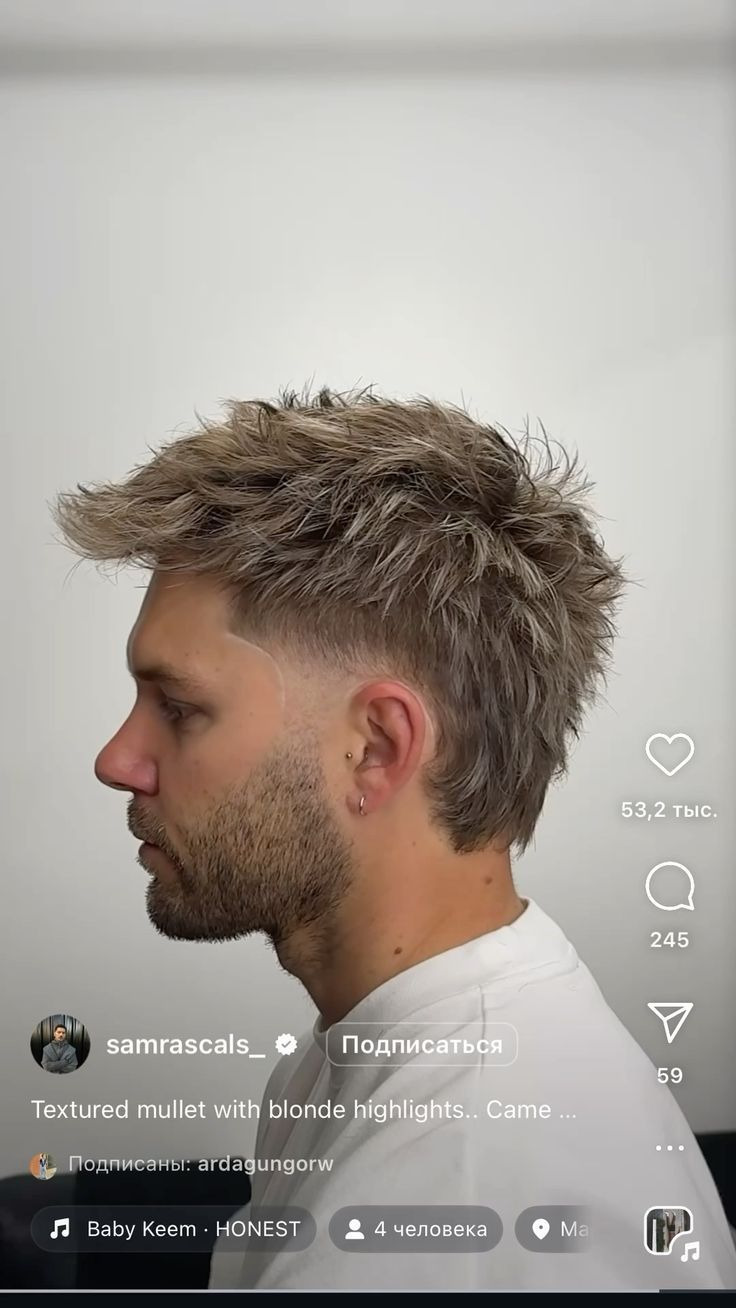 53,2 тыс.
245
59
samrascals_ Подписаться
Textured mullet with blonde highlights.. Came ...
Подписаны: ardagungorw
Baby Keem · HONEST 4 человека Ma